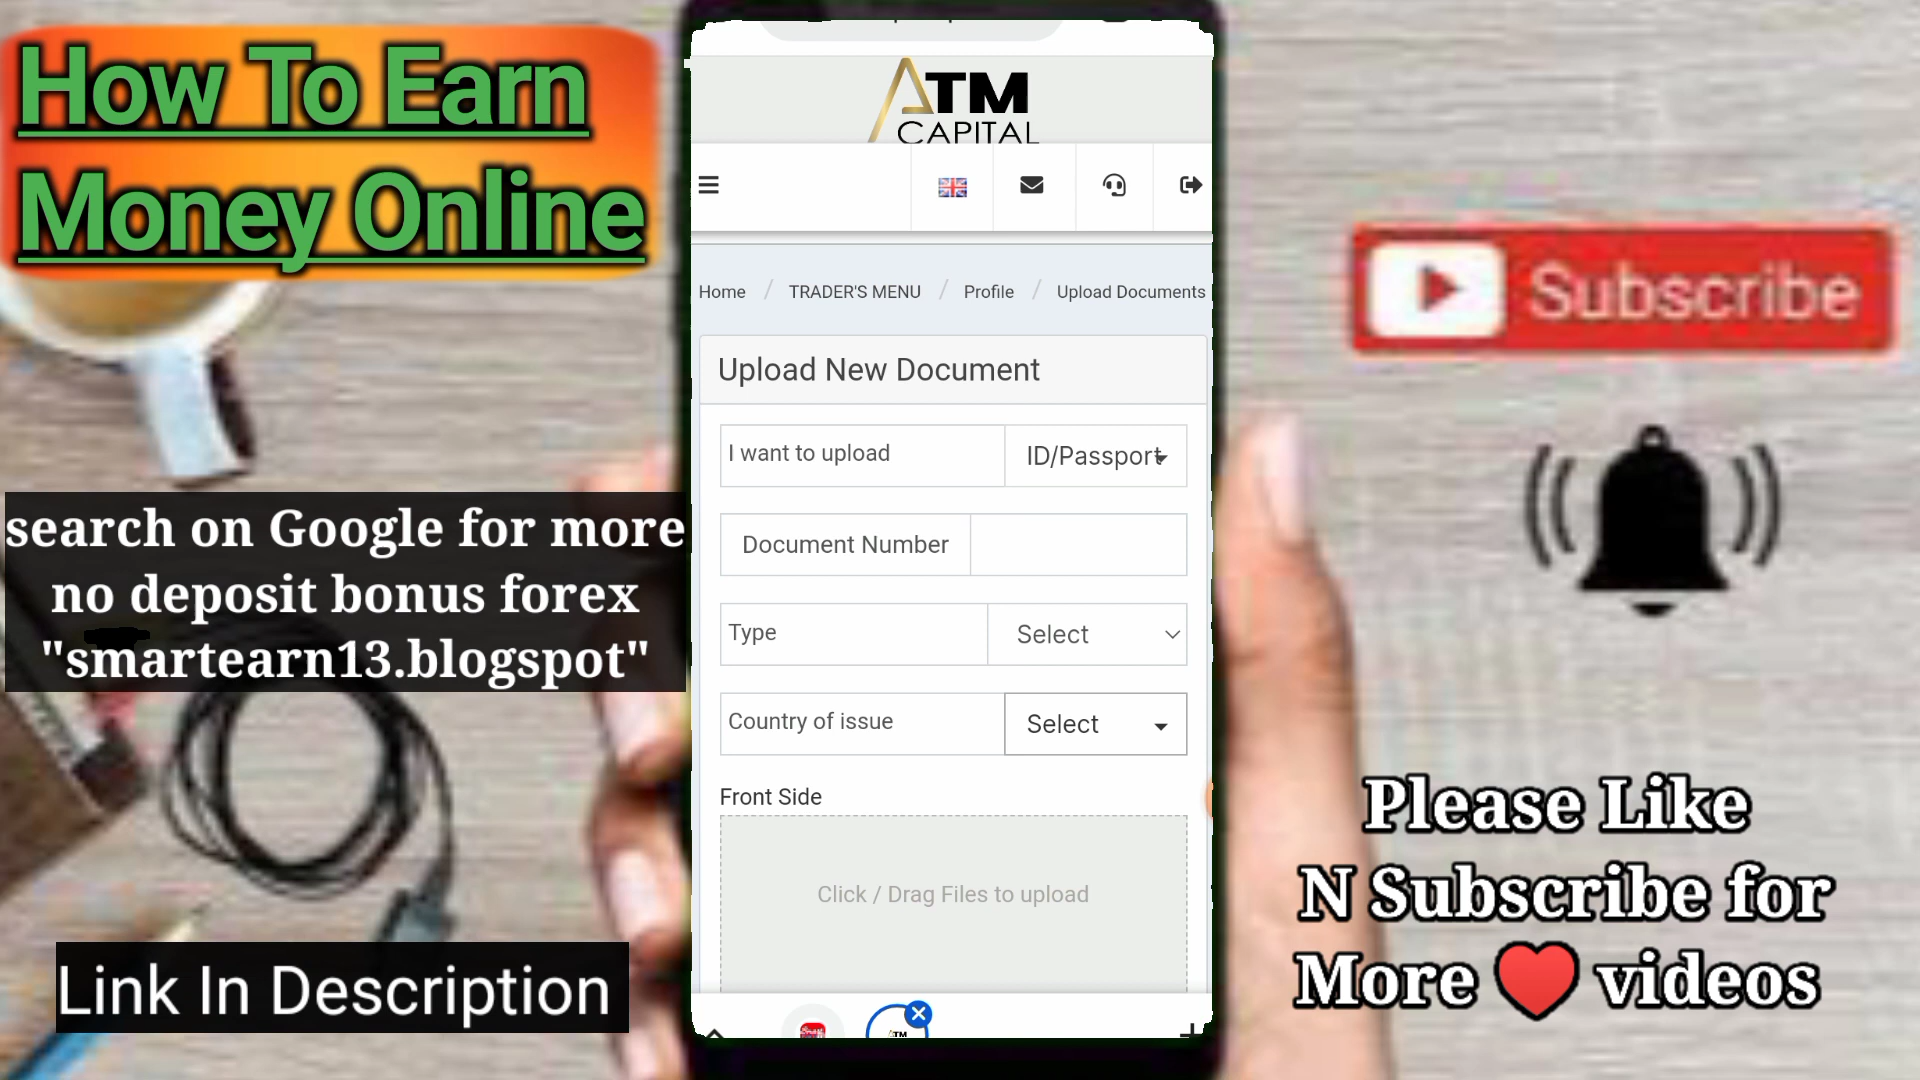 How To Earn
Money Online
search on Google for more
no deposit bonus forex
"smartearn13.blogspot"
Link In Description
ATM
CAPITAL
Home / TRADER'S MENU / Profile / Upload Documents
Upload New Document
I want to upload ID/Passport
Document Number
Type Select
Country of issue Select
Front Side
Click / Drag Files to upload
ATM
Subscribe
Please Like
N Subscribe for
More ❤️ videos